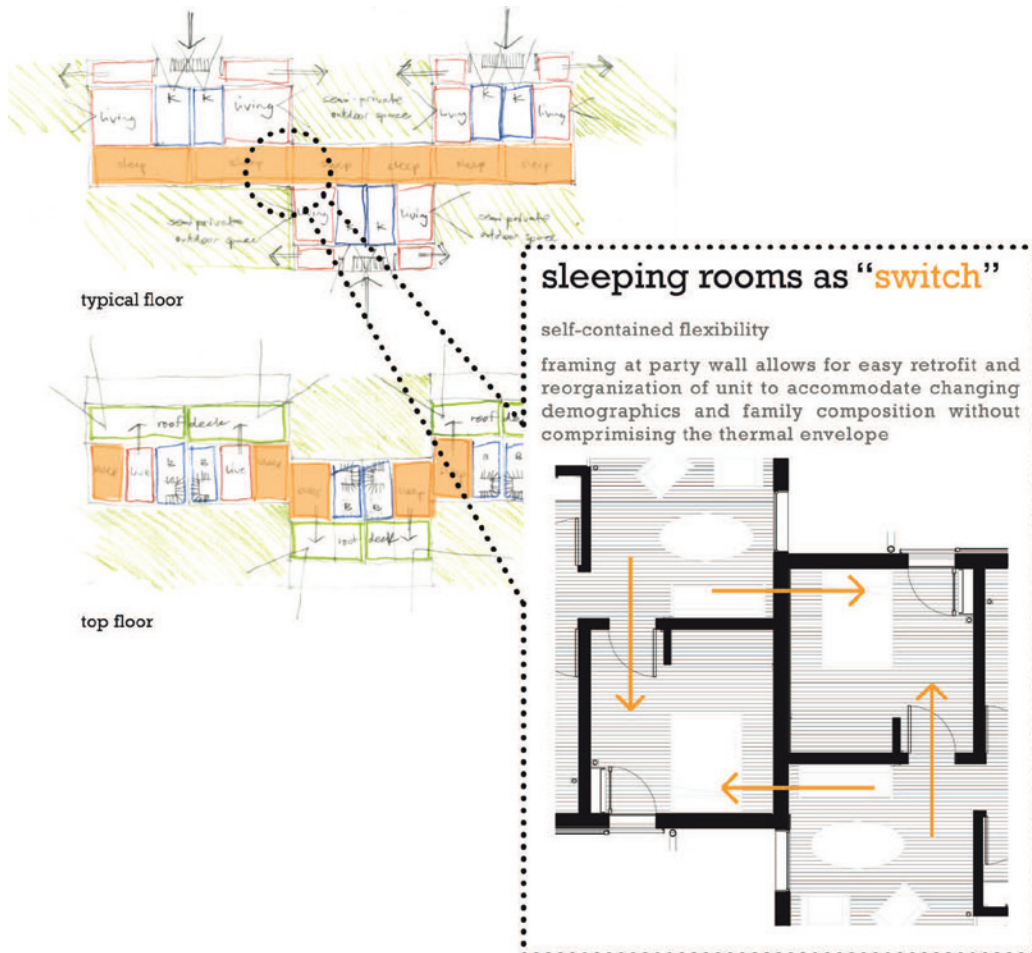 K K K K
living living semi-private living living
outdoor space
sleep sleep sleep sleep sleep sleep
living K K living
semi private semi private
outdoor space outdoor space
typical floor
roof deck roof de
sleep live B B live sleep sleep B B
sleep B B sleep
roof deck
top floor
sleeping rooms as “switch”
self-contained flexibility
framing at party wall allows for easy retrofit and
reorganization of unit to accommodate changing
demographics and family composition without
comprimising the thermal envelope